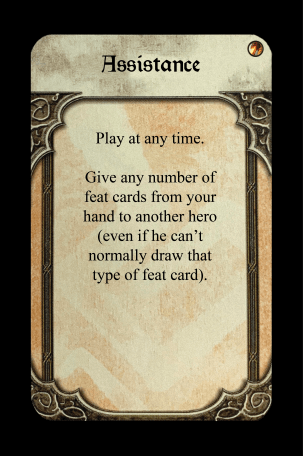 Assistance
Play at any time.
Give any number of
feat cards from your
hand to another hero
(even if he can't
normally draw that
type of feat card).